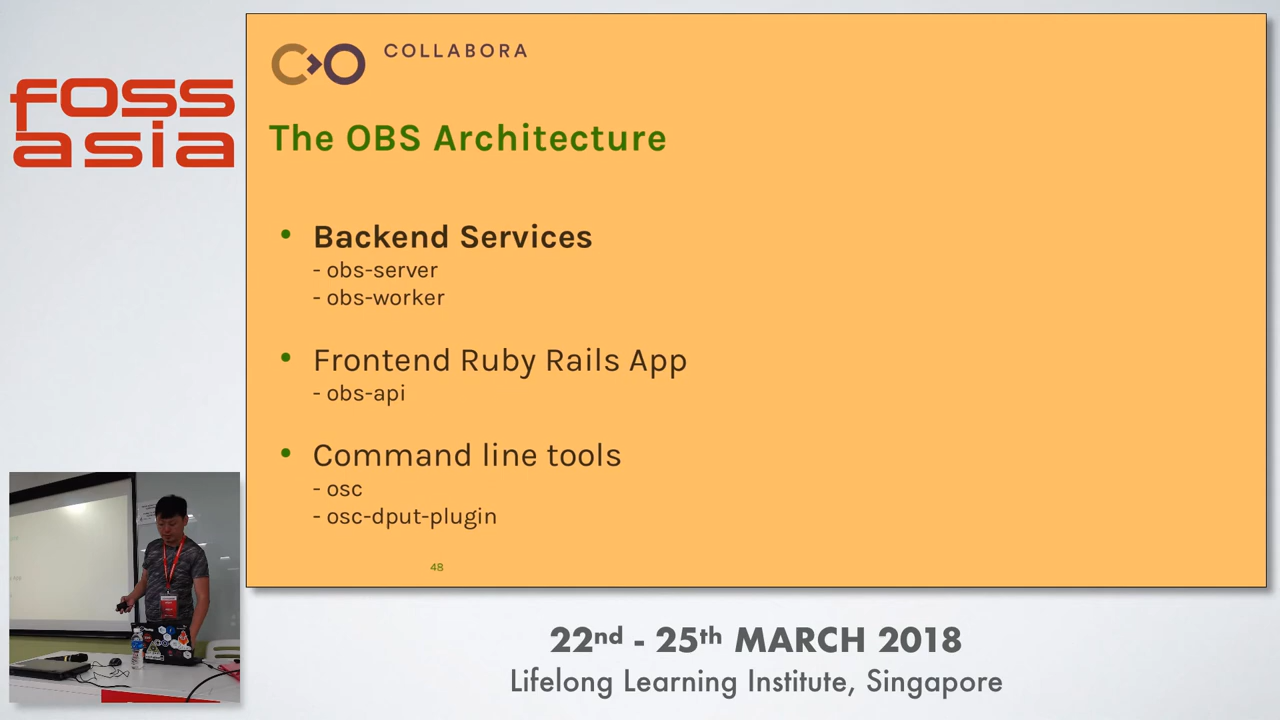 foss
asia
COLLABORA
The OBS Architecture
• Backend Services
- obs-server
- obs-worker
• Frontend Ruby Rails App
- obs-api
• Command line tools
- osc
- osc-dput-plugin
48
22nd - 25th MARCH 2018
Lifelong Learning Institute, Singapore